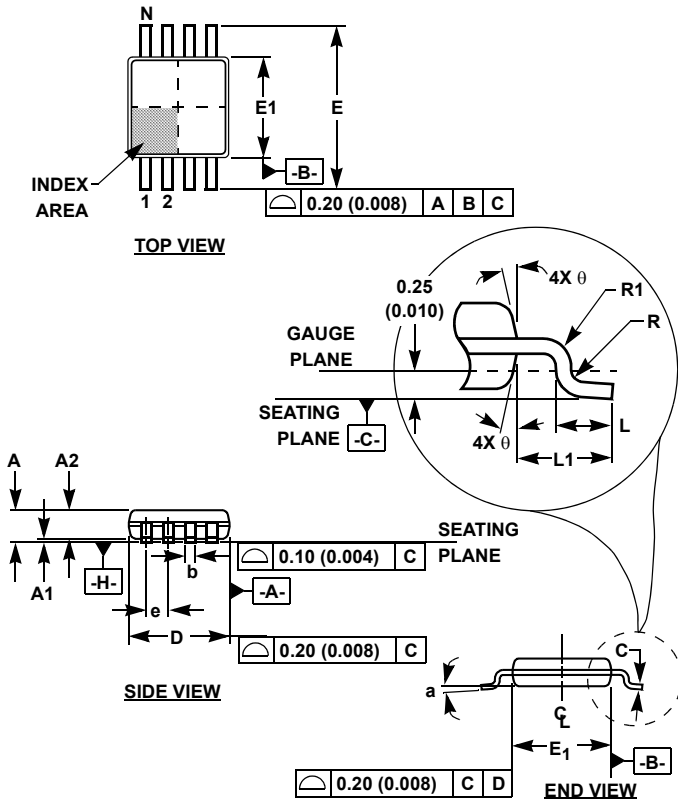 N
E1
E
-B-
INDEX
AREA
1 2
0.20 (0.008) A B C
TOP VIEW
0.25
(0.010)
4X θ
R1
R
GAUGE
PLANE
SEATING
PLANE
-C-
4X θ
L
L1
A
A2
SEATING
PLANE
A1
-H-
b
0.10 (0.004) C
-A-
e
D
0.20 (0.008) C
SIDE VIEW
C
a
CL
E1
-B-
0.20 (0.008) C D
END VIEW